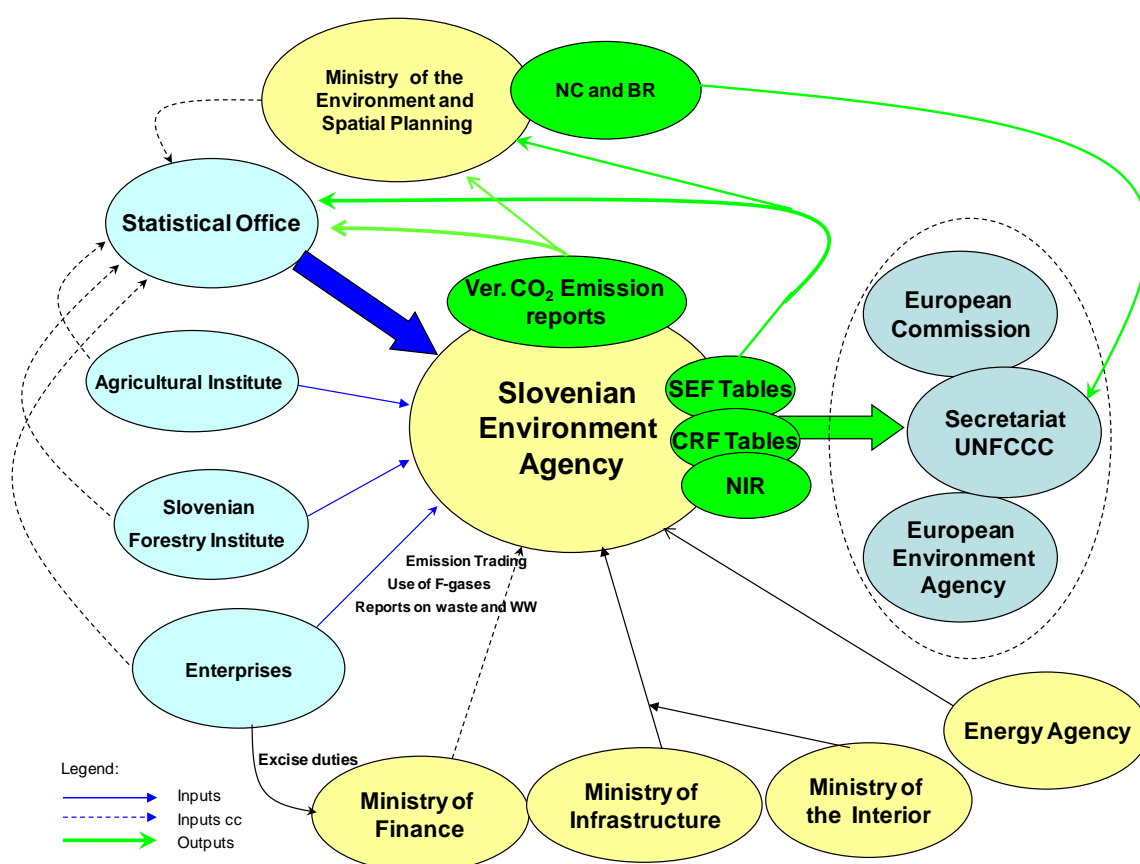 Ministry of the
Environment and
Spatial Planning
NC and BR
Statistical Office
Ver. CO₂ Emission
reports
European
Commission
Agricultural Institute
Slovenian
Environment
Agency
SEF Tables
CRF Tables
NIR
Secretariat
UNFCCC
Slovenian
Forestry Institute
European
Environment
Agency
Emission Trading
Use of F-gases
Reports on waste and WW
Enterprises
Energy Agency
Excise duties
Ministry of
Finance
Ministry of
Infrastructure
Ministry of
the Interior
Legend:
Inputs
Inputs cc
Outputs